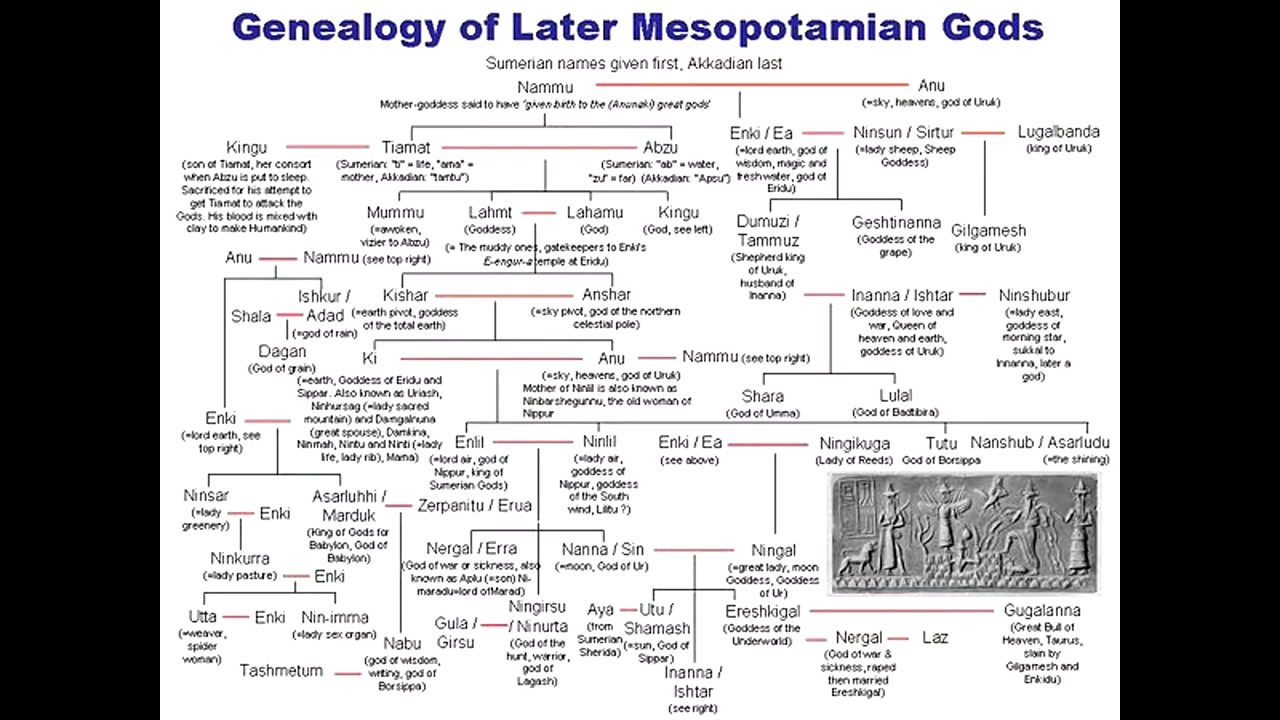 Genealogy of Later Mesopotamian Gods
Sumerian names given first, Akkadian last
Nammu
Mother-goddess said to have 'given birth to the (Anunaki) great gods'
Anu
(=sky, heavens, god of Uruk)
Kingu
(son of Tiamat, her consort
when Abzu is put to sleep.
Sacrificed for his attempt to
get Tiamat to attack the
Gods. His blood is mixed with
clay to make Humankind)
Tiamat
(Sumerian: "ti" = life, "ama" =
mother, Akkadian: "tamtu")
Abzu
(Sumerian: "ab" = water,
"zu" = far) (Akkadian: "Apsu")
Enki / Ea
(=lord earth, god of
wisdom, magic and
fresh water, god of
Eridu)
Ninsun / Sirtur
(=lady sheep, Sheep
Goddess)
Lugalbanda
(king of Uruk)
Mummu
(=awoken,
vizier to Abzu)
Lahmt
(Goddess)
Lahamu
(God)
Kingu
(God, see left)
(= The muddy ones, gatekeepers to Enki's
E-engur-a temple at Eridu)
Dumuzi /
Tammuz
(Shepherd king
of Uruk,
husband of
Inanna)
Geshtinanna
(Goddess of the
grape)
Gilgamesh
(king of Uruk)
Anu
Nammu (see top right)
Ishkur /
Shala
Adad
(=god of rain)
Dagan
(God of grain)
Kishar
(=earth pivot, goddess
of the total earth)
Anshar
(=sky pivot, god of the northern
celestial pole)
Inanna / Ishtar
(Goddess of love and
war, Queen of
heaven and earth,
goddess of Uruk)
Ninshubur
(=lady east,
goddess of
morning star,
sukkal to
Innanna, later a
god)
Ki
(=earth, Goddess of Eridu and
Sippar. Also known as Uriash,
Ninhursag (=lady sacred
mountain) and Damgalnuna
(great spouse), Damkina,
Ninmah, Nintu and Ninti (=lady
life, lady rib), Mama)
Anu
(=sky, heavens, god of Uruk)
Mother of Ninlil is also known as
Ninbarshegunnu, the old woman of
Nippur
Nammu (see top right)
Shara
(God of Umma)
Lulal
(God of Badtibira)
Enki
(=lord earth, see
top right)
Enlil
(=lord air, god of
Nippur, king of
Sumerian Gods)
Ninlil
(=lady air,
goddess of
Nippur, goddess
of the South
wind, Lilitu ?)
Enki / Ea
(see above)
Ningikuga
(Lady of Reeds)
Tutu
God of Borsippa
Nanshub / Asarludu
(=the shining)
Ninsar
(=lady
greenery)
Enki
Asarluhhi /
Marduk
(King of Gods for
Babylon, God of
Babylon)
Zerpanitu / Erua
Ninkurra
(=lady pasture)
Enki
Nergal / Erra
(God of war or sickness, also
known as Aplu (=son) Ni-
maradu=lord ofMarad)
Nanna / Sin
(=moon, God of Ur)
Ningal
(=great lady, moon
Goddess, Goddess
of Ur)
Utta
(=weaver,
spider
woman)
Enki
Nin-imma
(=lady sex organ)
Nabu
(god of wisdom,
writing, god of
Borsippa)
Tashmetum
Gula /
Girsu
Ningirsu
/ Ninurta
(God of the
hunt, warrior,
god of
Lagash)
Aya
(from
Sumerian
Sherida)
Utu /
Shamash
(=sun, God of
Sippar)
Inanna /
Ishtar
(see right)
Ereshkigal
(Goddess of the
Underworld)
Nergal
(God of war &
sickness, raped
then married
Ereshkigal)
Laz
Gugalanna
(Great Bull of
Heaven, Taurus,
slain by
Gilgamesh and
Enkidu)